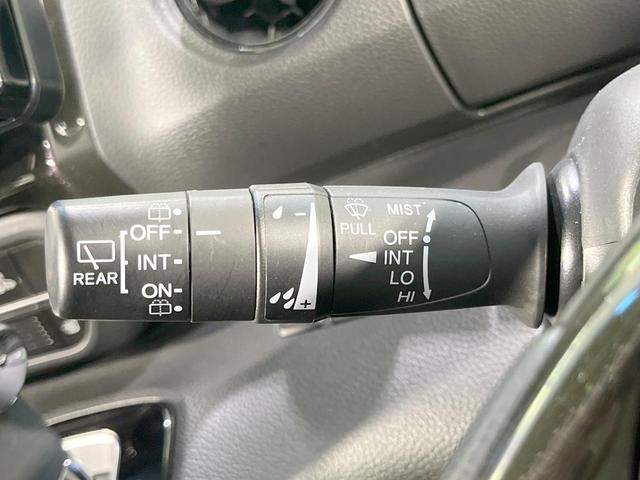 OFF
INT
ON
REAR
−
+
PULL
MIST
OFF
INT
LO
HI